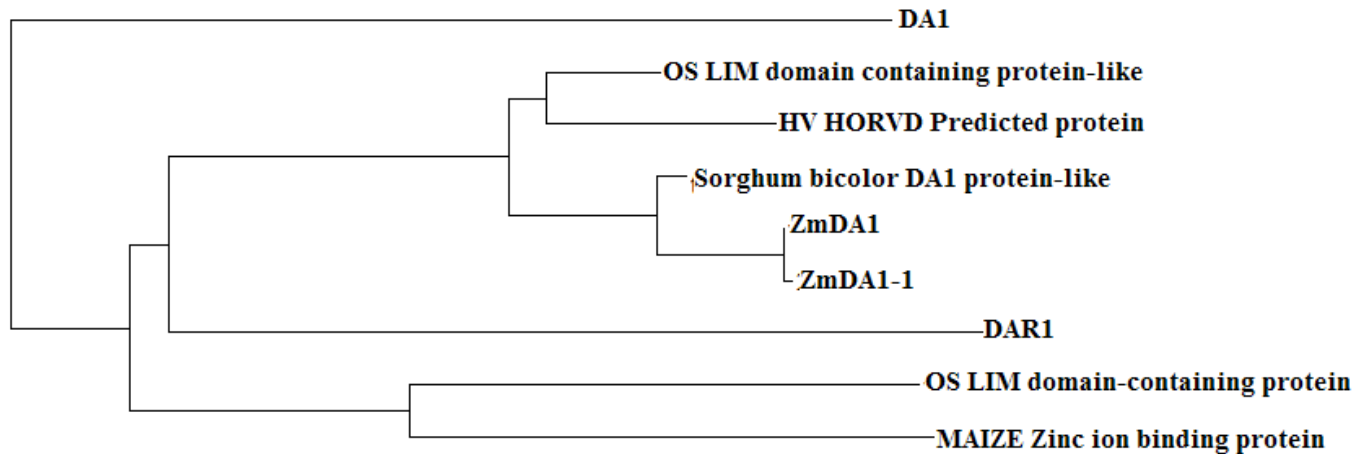 DA1
OS LIM domain containing protein-like
HV HORVD Predicted protein
Sorghum bicolor DA1 protein-like
ZmDA1
ZmDA1-1
DAR1
OS LIM domain-containing protein
MAIZE Zinc ion binding protein